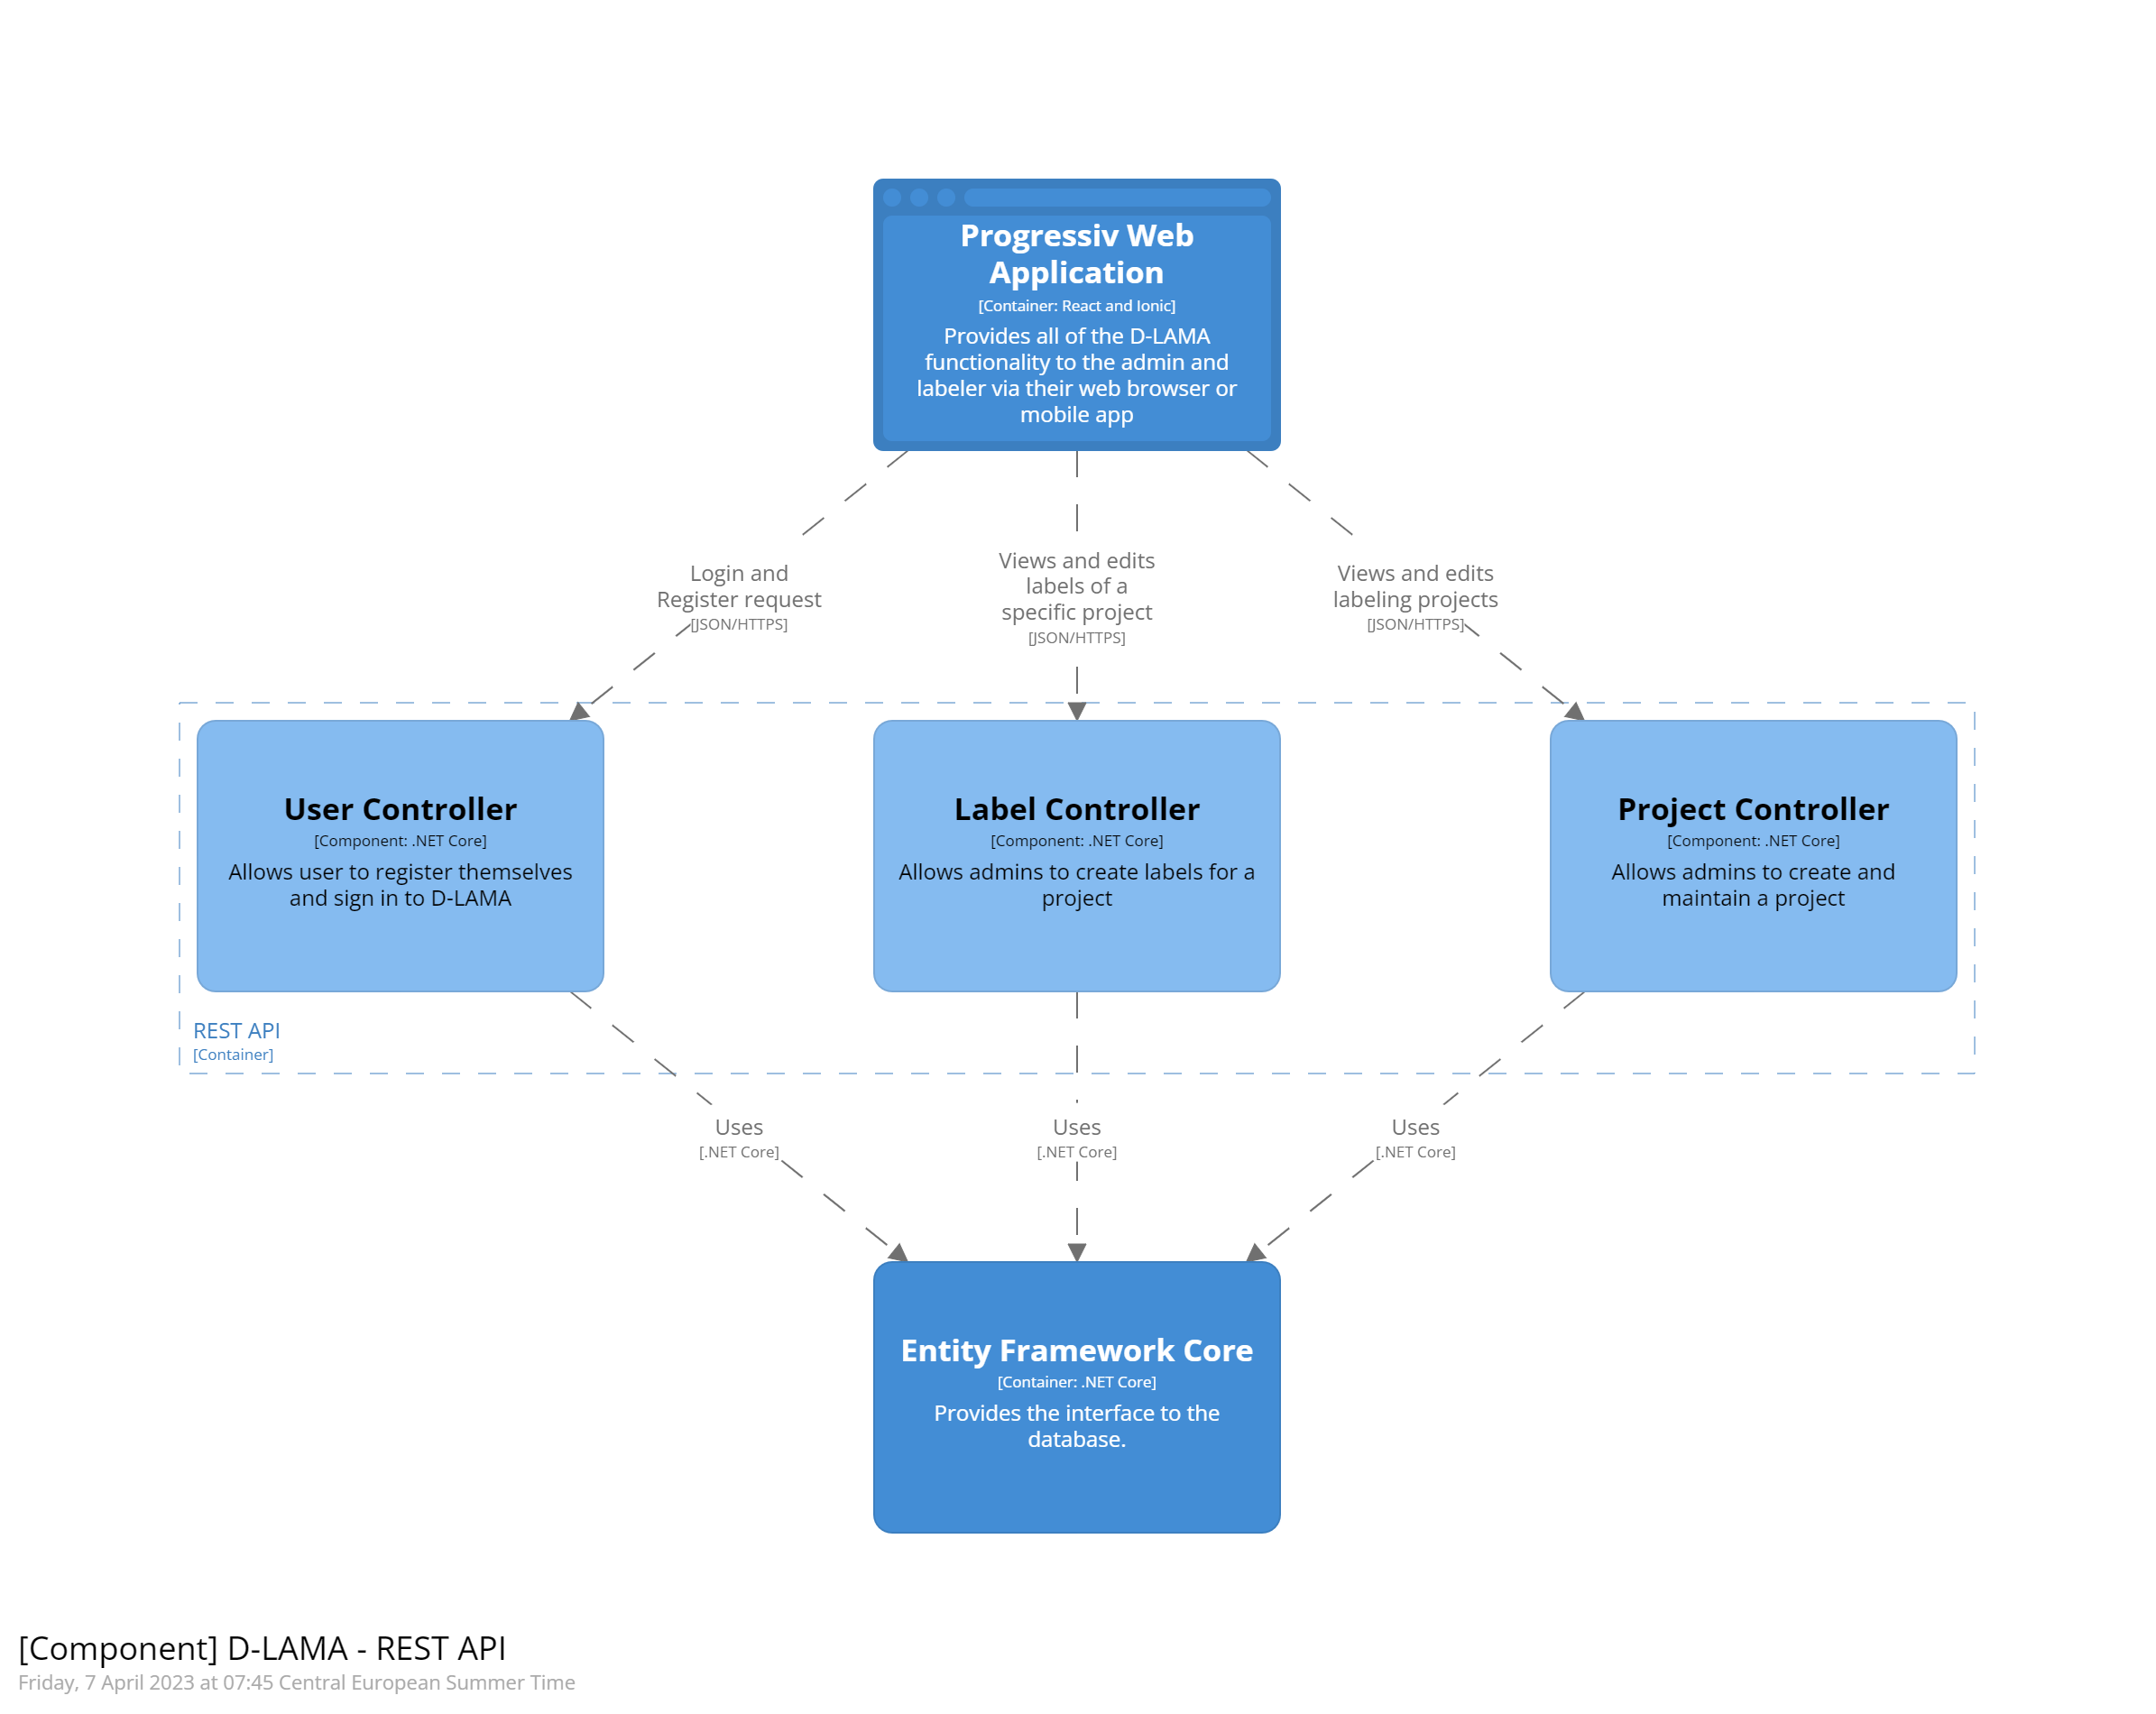 Progressiv Web
Application
[Container: React and Ionic]
Provides all of the D-LAMA
functionality to the admin and
labeler via their web browser or
mobile app
Login and
Register request
[JSON/HTTPS]
Views and edits
labels of a
specific project
[JSON/HTTPS]
Views and edits
labeling projects
[JSON/HTTPS]
User Controller
[Component: .NET Core]
Allows user to register themselves
and sign in to D-LAMA
Label Controller
[Component: .NET Core]
Allows admins to create labels for a
project
Project Controller
[Component: .NET Core]
Allows admins to create and
maintain a project
REST API
[Container]
Uses
[.NET Core]
Uses
[.NET Core]
Uses
[.NET Core]
Entity Framework Core
[Container: .NET Core]
Provides the interface to the
database.
[Component] D-LAMA - REST API
Friday, 7 April 2023 at 07:45 Central European Summer Time